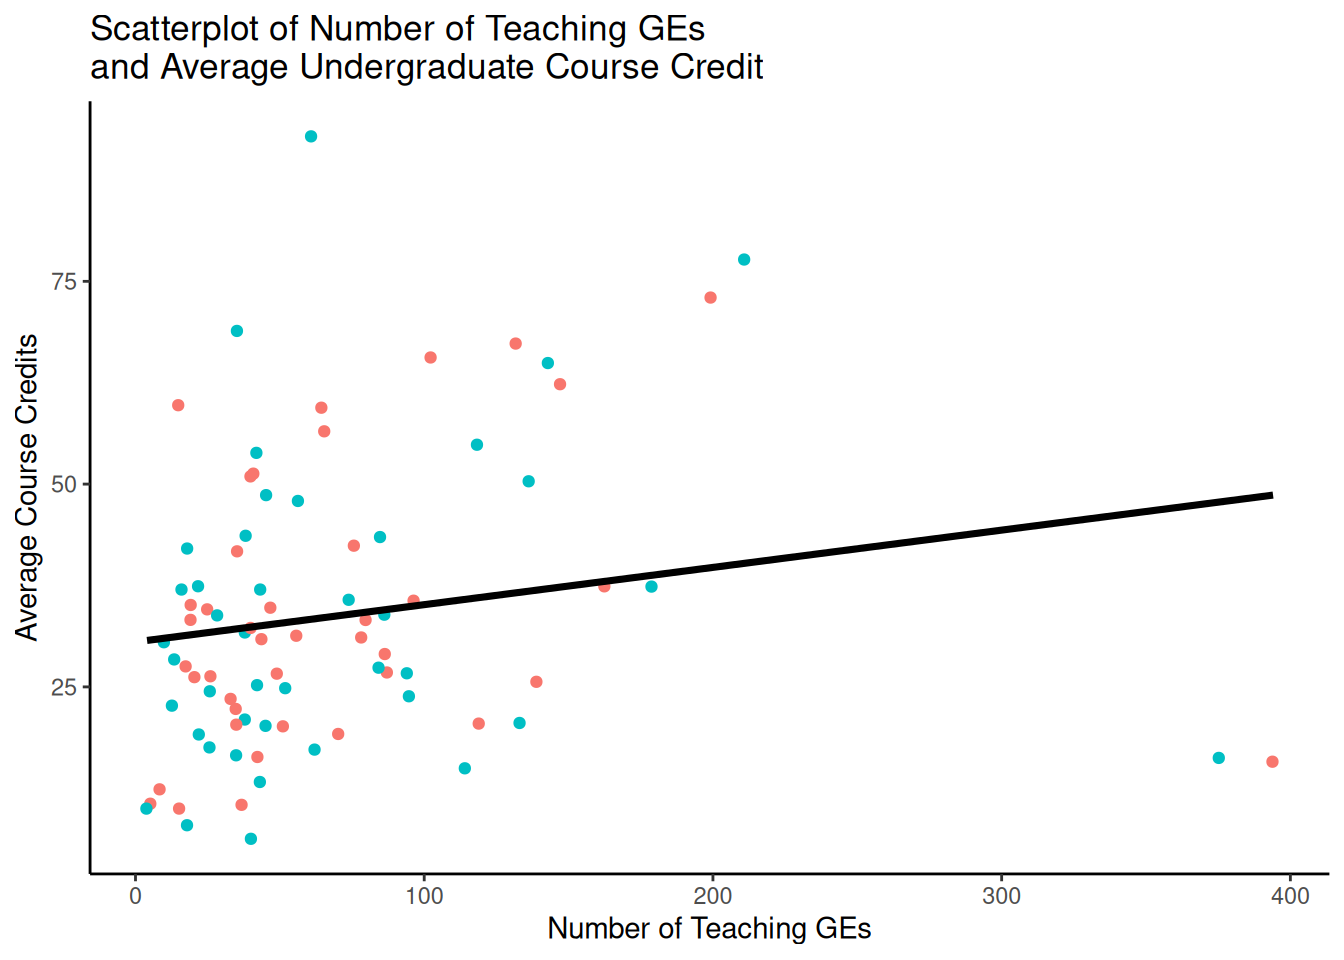 Scatterplot of Number of Teaching GEs
and Average Undergraduate Course Credit
Average Course Credits
75
50
25
0 100 200 300 400
Number of Teaching GEs